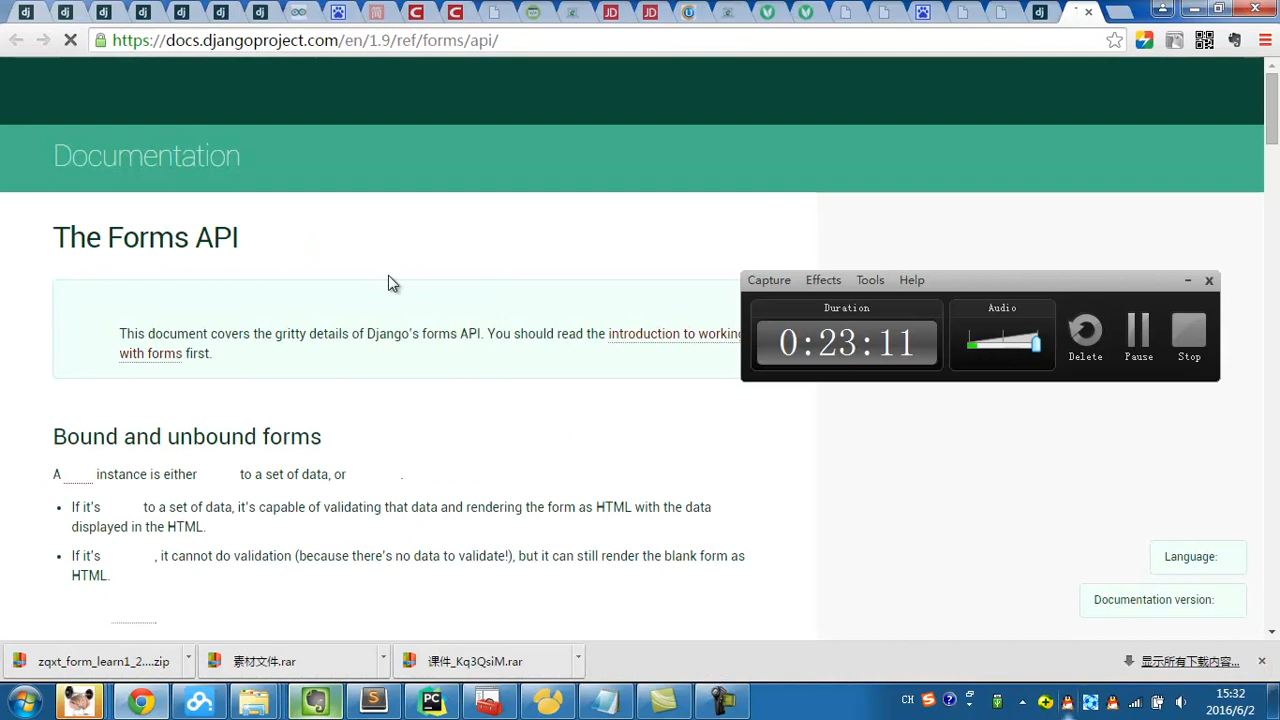 https://docs.djangoproject.com/en/1.9/ref/forms/api/
Documentation
The Forms API
This document covers the gritty details of Django's forms API. You should read the introduction to working
with forms first.
Bound and unbound forms
A instance is either to a set of data, or .
If it's to a set of data, it's capable of validating that data and rendering the form as HTML with the data
displayed in the HTML.
If it's , it cannot do validation (because there's no data to validate!), but it can still render the blank form as
HTML.
Language:
Documentation version:
Capture Effects Tools Help
Duration
Audio
0:23:11
Delete Pause Stop
zqxt_form_learn1_2....zip
素材文件.rar
课件_Kq3QsiM.rar
显示所有下载内容...
CH
15:32
2016/6/2